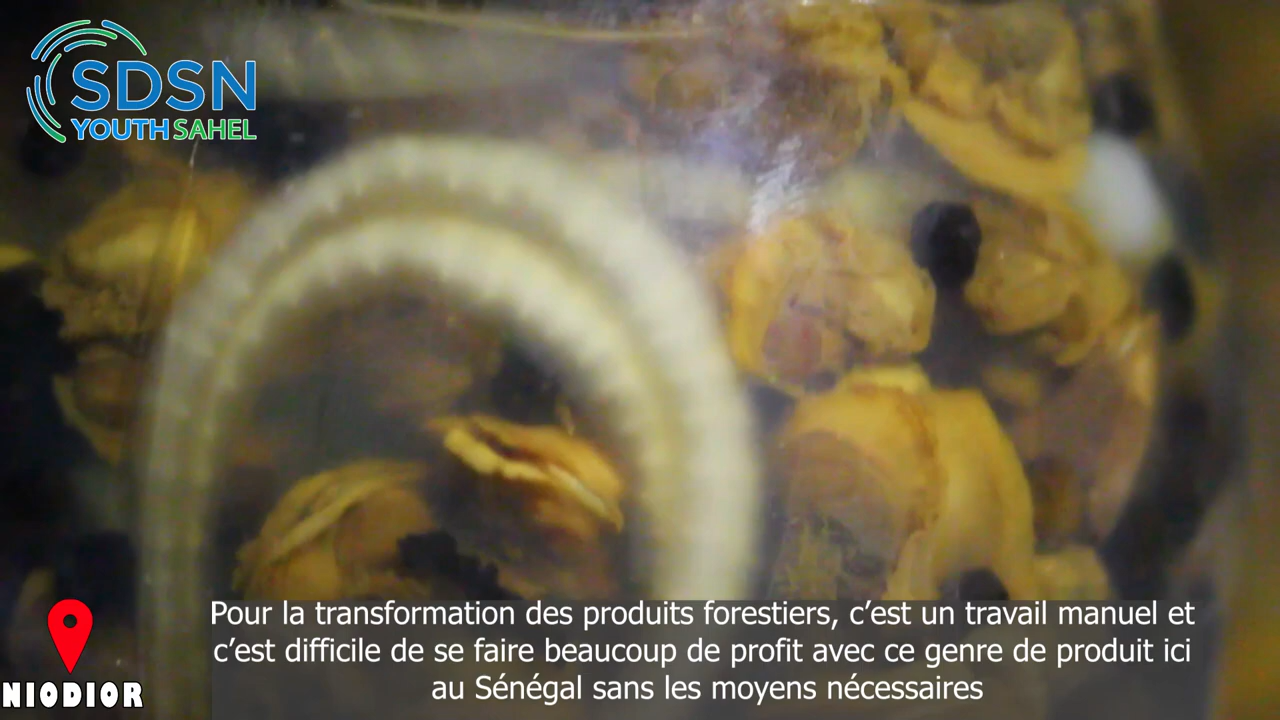 SDSN
YOUTH SAHEL
Pour la transformation des produits forestiers, c’est un travail manuel et
c’est difficile de se faire beaucoup de profit avec ce genre de produit ici
au Sénégal sans les moyens nécessaires
NIODIOR